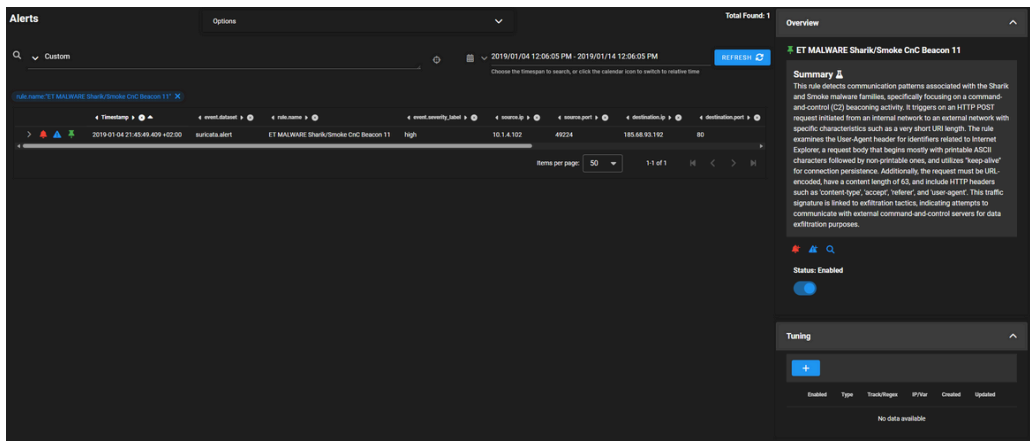 Alerts
Options
Total Found: 1
Custom
2019/01/04 12:06:05 PM - 2019/01/14 12:06:05 PM
REFRESH
Choose the timespan to search, or click the calendar icon to switch to relative time
rule.name:"ET MALWARE Sharik/Smoke CnC Beacon 11"
Timestamp event.dataset rule.name event.severity_label source.ip source.port destination.ip destination.port
2019-01-04 21:45:49.409 +02:00 suricata.alert ET MALWARE Sharik/Smoke CnC Beacon 11 high 10.1.4.102 49224 185.68.93.192 80
Items per page: 50 1-1 of 1
Overview
ET MALWARE Sharik/Smoke CnC Beacon 11
Summary
This rule detects communication patterns associated with the Sharik
and Smoke malware families, specifically focusing on a command-
and-control (C2) beaconing activity. It triggers on an HTTP POST
request initiated from an internal network to an external network with
specific characteristics such as a very short URI length. The rule
examines the User-Agent header for identifiers related to Internet
Explorer, a request body that begins mostly with printable ASCII
characters followed by non-printable ones, and utilizes "keep-alive"
for connection persistence. Additionally, the request must be URL-
encoded, have a content length of 63, and include HTTP headers
such as 'content-type', 'accept', 'referer', and 'user-agent'. This traffic
signature is linked to exfiltration tactics, indicating attempts to
communicate with external command-and-control servers for data
exfiltration purposes.
Status: Enabled
Tuning
+
Enabled Type Track/Regex IP/Var Created Updated
No data available